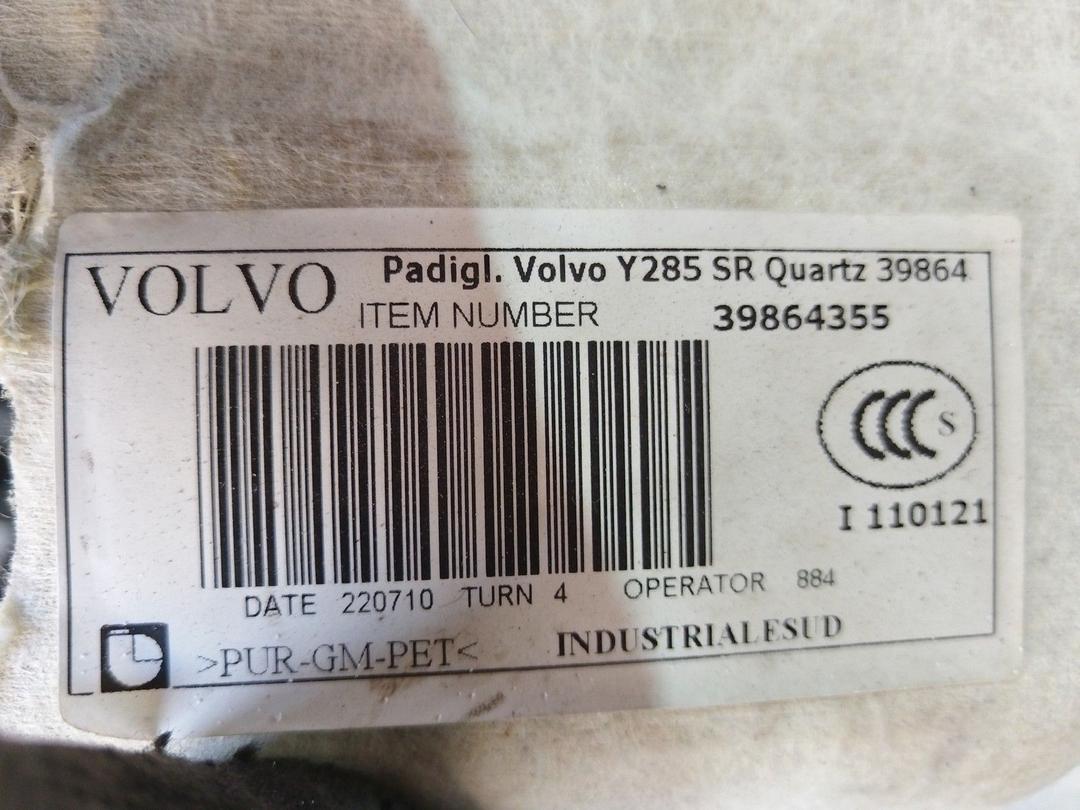 VOLVO
Padigl. Volvo Y285 SR Quartz 39864
ITEM NUMBER 39864355
CCC S
I 110121
DATE 220710 TURN 4 OPERATOR 884
>PUR-GM-PET< INDUSTRIALESUD